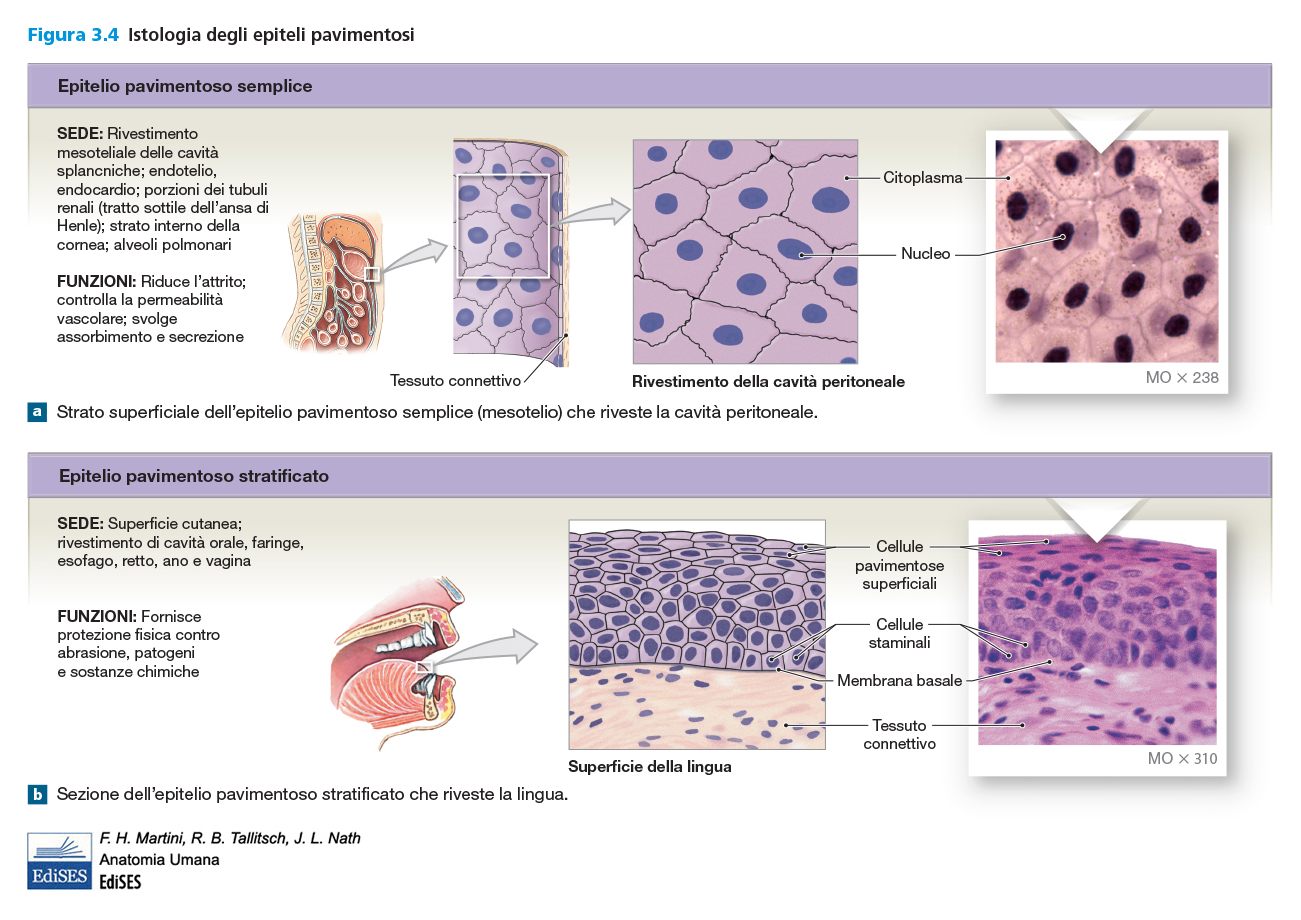 Figura 3.4 Istologia degli epiteli pavimentosi
Epitelio pavimentoso semplice
SEDE: Rivestimento
mesoteliale delle cavità
splancniche; endotelio,
endocardio; porzioni dei tubuli
renali (tratto sottile dell’ansa di
Henle); strato interno della
cornea; alveoli polmonari
FUNZIONI: Riduce l’attrito;
controlla la permeabilità
vascolare; svolge
assorbimento e secrezione
Tessuto connettivo
Rivestimento della cavità peritoneale
Citoplasma
Nucleo
MO × 238
a Strato superficiale dell’epitelio pavimentoso semplice (mesotelio) che riveste la cavità peritoneale.
Epitelio pavimentoso stratificato
SEDE: Superficie cutanea;
rivestimento di cavità orale, faringe,
esofago, retto, ano e vagina
FUNZIONI: Fornisce
protezione fisica contro
abrasione, patogeni
e sostanze chimiche
Superficie della lingua
Cellule
pavimentose
superficiali
Cellule
staminali
Membrana basale
Tessuto
connettivo
MO × 310
b Sezione dell’epitelio pavimentoso stratificato che riveste la lingua.
F. H. Martini, R. B. Tallitsch, J. L. Nath
Anatomia Umana
EdiSES
EdiSES